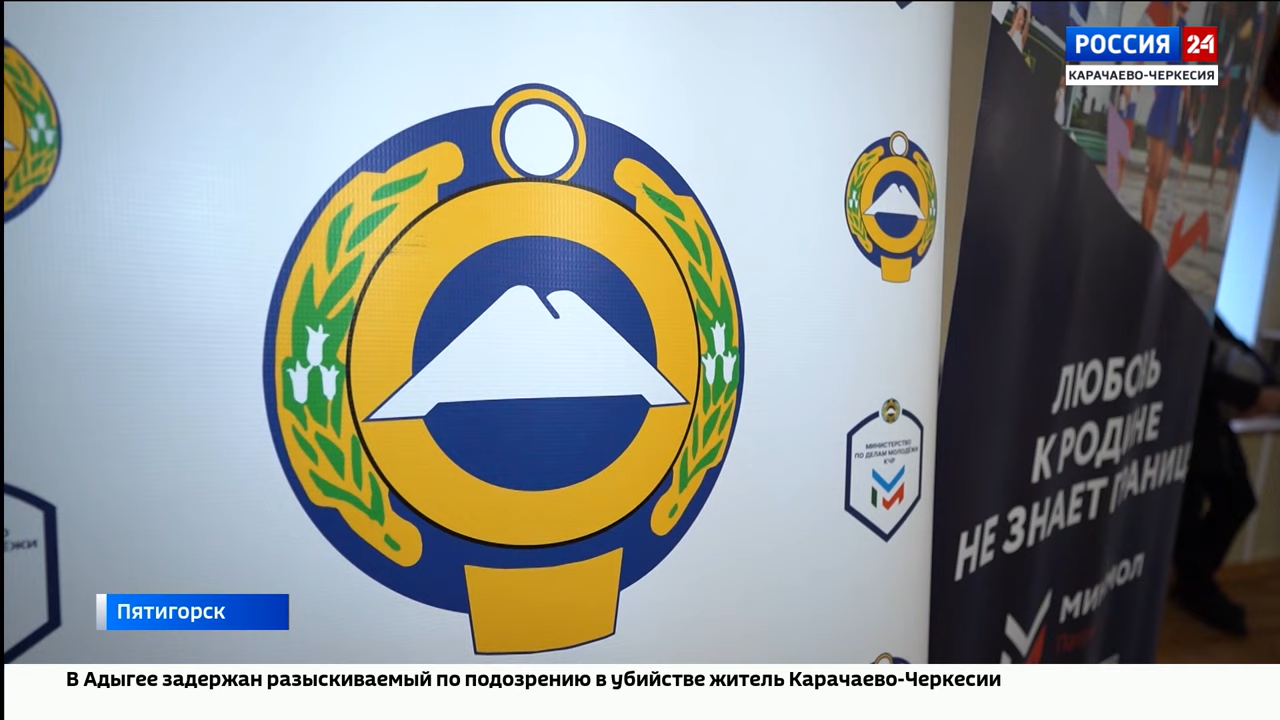 РОССИЯ 24
КАРАЧАЕВО-ЧЕРКЕСИЯ
МИНИСТЕРСТВО
ПО ДЕЛАМ МОЛОДЕЖИ
КЧР
ЛЮБОВЬ
К РОДИНЕ
НЕ ЗНАЕТ ГРАНИЦ
МИНМОЛ
Пятигорск
В Адыгее задержан разыскиваемый по подозрению в убийстве житель Карачаево-Черкесии